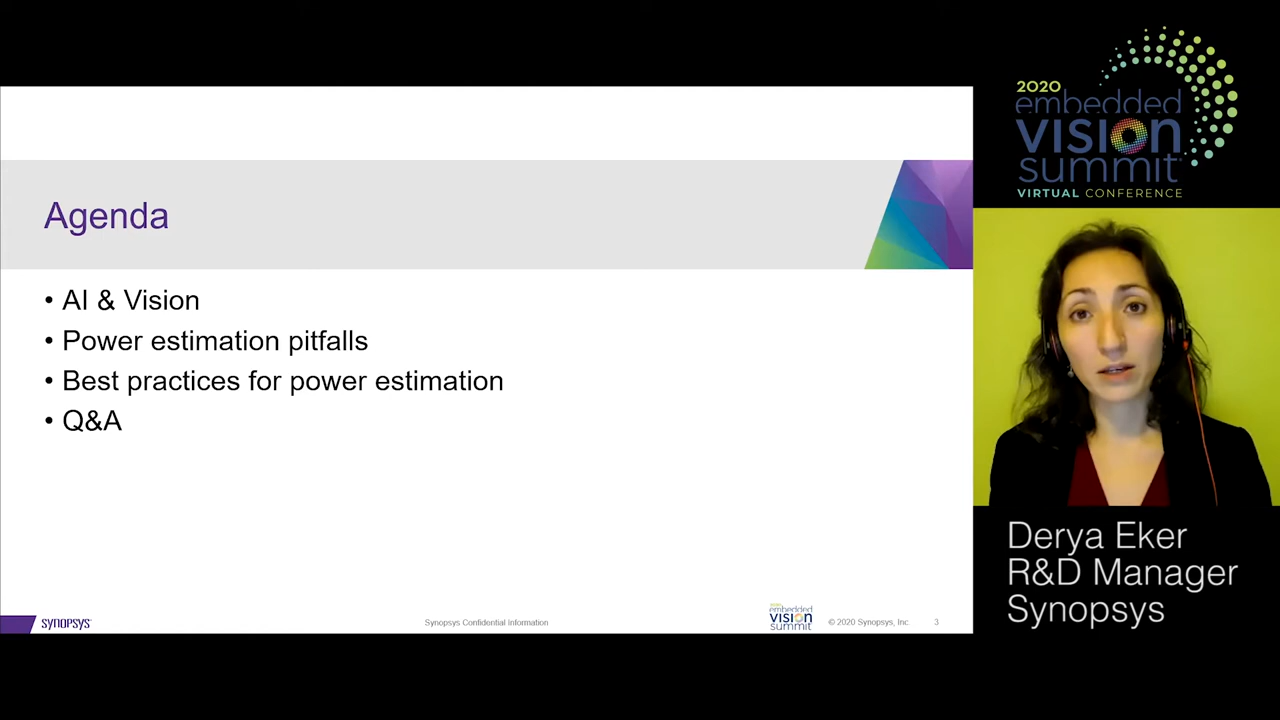 Agenda
• AI & Vision
• Power estimation pitfalls
• Best practices for power estimation
• Q&A
SYNOPSYS
Synopsys Confidential Information
2020
embedded
vision
summit
© 2020 Synopsys, Inc.
3
2020
embedded
vision
summit
VIRTUAL CONFERENCE
Derya Eker
R&D Manager
Synopsys